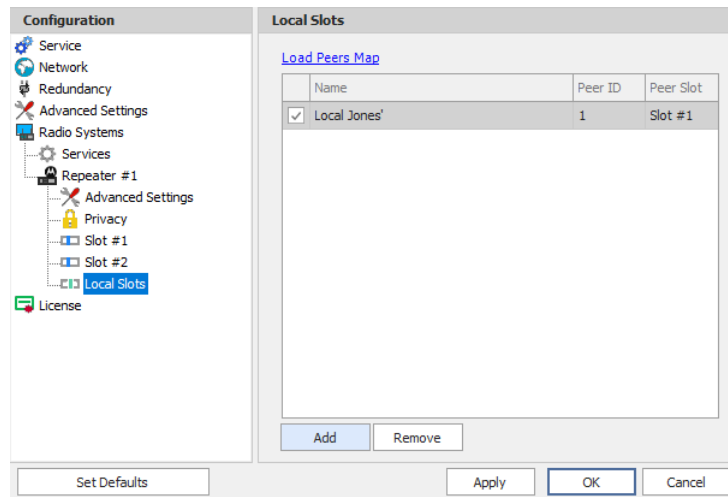 Configuration
Service
Network
Redundancy
Advanced Settings
Radio Systems
Services
Repeater #1
Advanced Settings
Privacy
Slot #1
Slot #2
Local Slots
License
Local Slots
Load Peers Map
Name Peer ID Peer Slot
Local Jones' 1 Slot #1
Add Remove
Set Defaults Apply OK Cancel